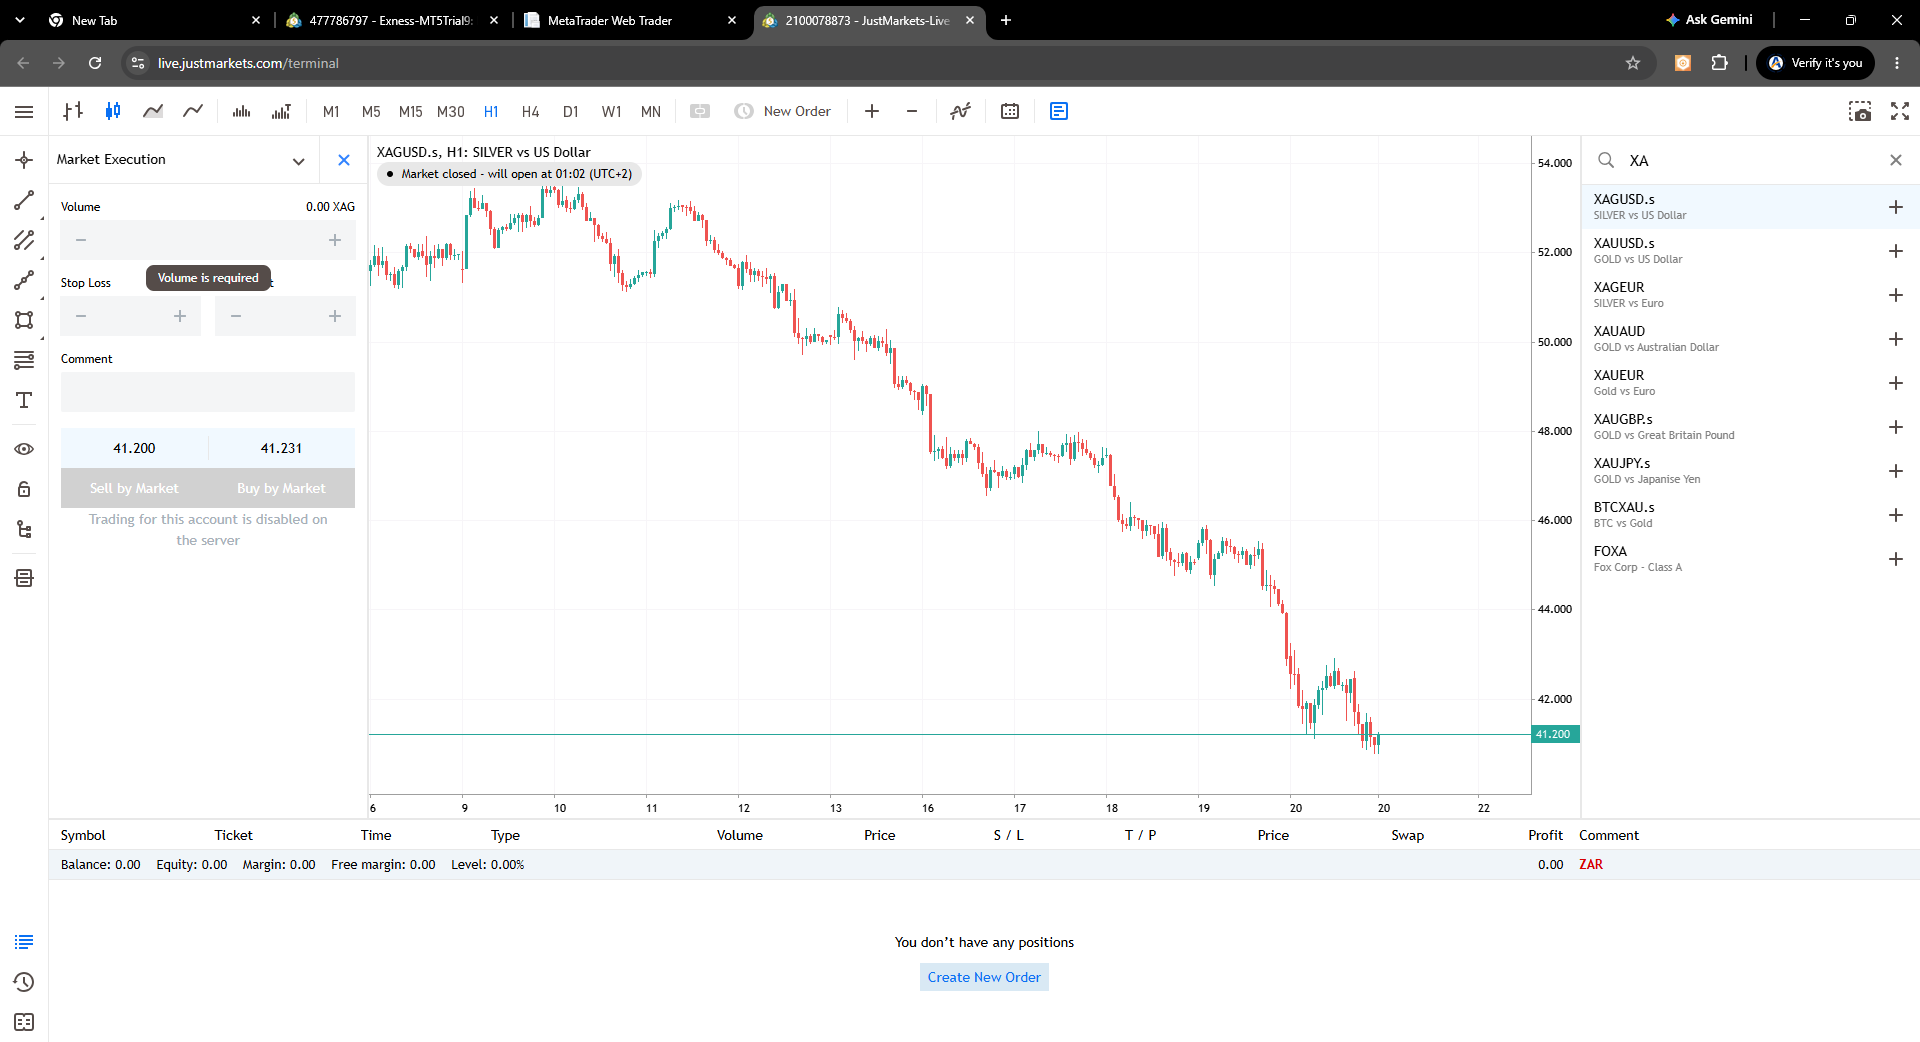 New Tab
477786797 - Exness-MT5Trial9:
MetaTrader Web Trader
2100078873 - JustMarkets-Live
Ask Gemini
live.justmarkets.com/terminal
Verify it's you
M1 M5 M15 M30 H1 H4 D1 W1 MN
New Order
Market Execution
Volume 0.00 XAG
Volume is required
Stop Loss
Comment
41.200 41.231
Sell by Market Buy by Market
Trading for this account is disabled on
the server
XAGUSD.s, H1: SILVER vs US Dollar
Market closed - will open at 01:02 (UTC+2)
54.000
52.000
50.000
48.000
46.000
44.000
42.000
41.200
6 9 10 11 12 13 16 17 18 19 20 20 22
XA
XAGUSD.s
SILVER vs US Dollar
XAUUSD.s
GOLD vs US Dollar
XAGEUR
SILVER vs Euro
XAUAUD
GOLD vs Australian Dollar
XAUEUR
Gold vs Euro
XAUGBP.s
GOLD vs Great Britain Pound
XAUJPY.s
GOLD vs Japanise Yen
BTCXAU.s
BTC vs Gold
FOXA
Fox Corp - Class A
Symbol Ticket Time Type Volume Price S / L T / P Price Swap Profit Comment
Balance: 0.00 Equity: 0.00 Margin: 0.00 Free margin: 0.00 Level: 0.00% 0.00 ZAR
You don't have any positions
Create New Order